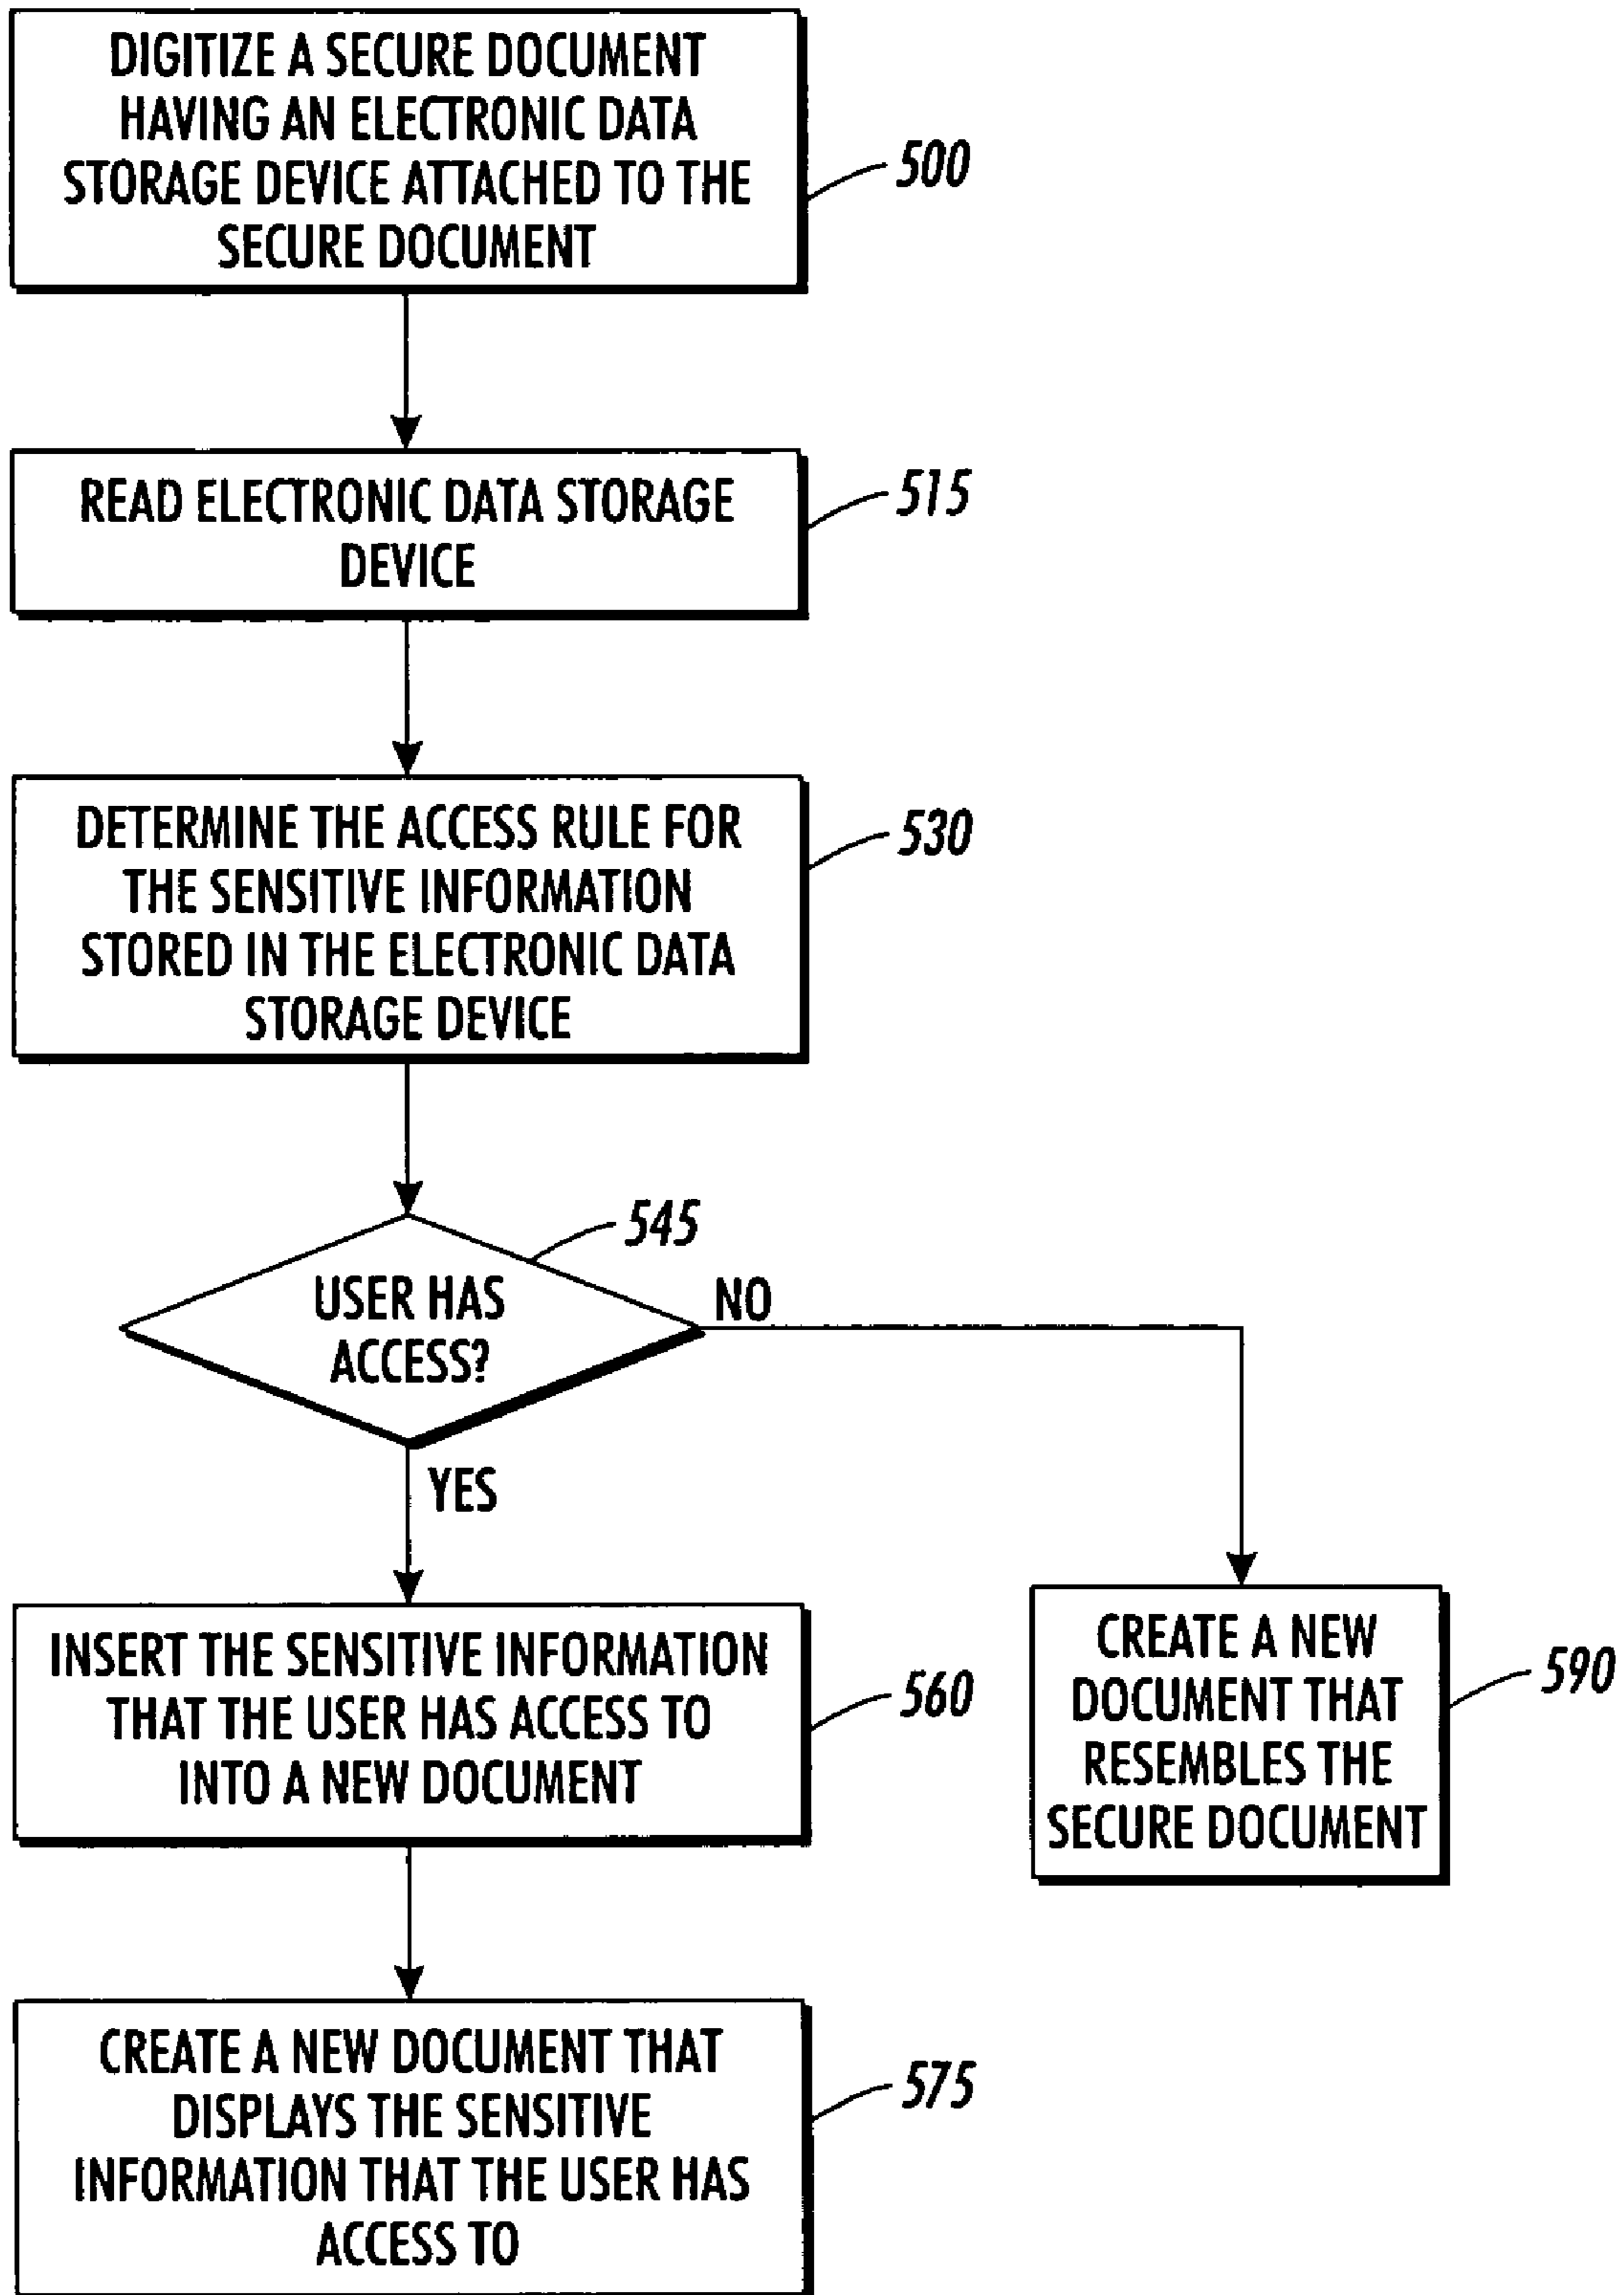 DIGITIZE A SECURE DOCUMENT
HAVING AN ELECTRONIC DATA
STORAGE DEVICE ATTACHED TO THE
SECURE DOCUMENT
500
READ ELECTRONIC DATA STORAGE
DEVICE
515
DETERMINE THE ACCESS RULE FOR
THE SENSITIVE INFORMATION
STORED IN THE ELECTRONIC DATA
STORAGE DEVICE
530
545
USER HAS
ACCESS?
NO
YES
INSERT THE SENSITIVE INFORMATION
THAT THE USER HAS ACCESS TO
INTO A NEW DOCUMENT
560
CREATE A NEW
DOCUMENT THAT
RESEMBLES THE
SECURE DOCUMENT
590
CREATE A NEW DOCUMENT THAT
DISPLAYS THE SENSITIVE
INFORMATION THAT THE USER HAS
ACCESS TO
575